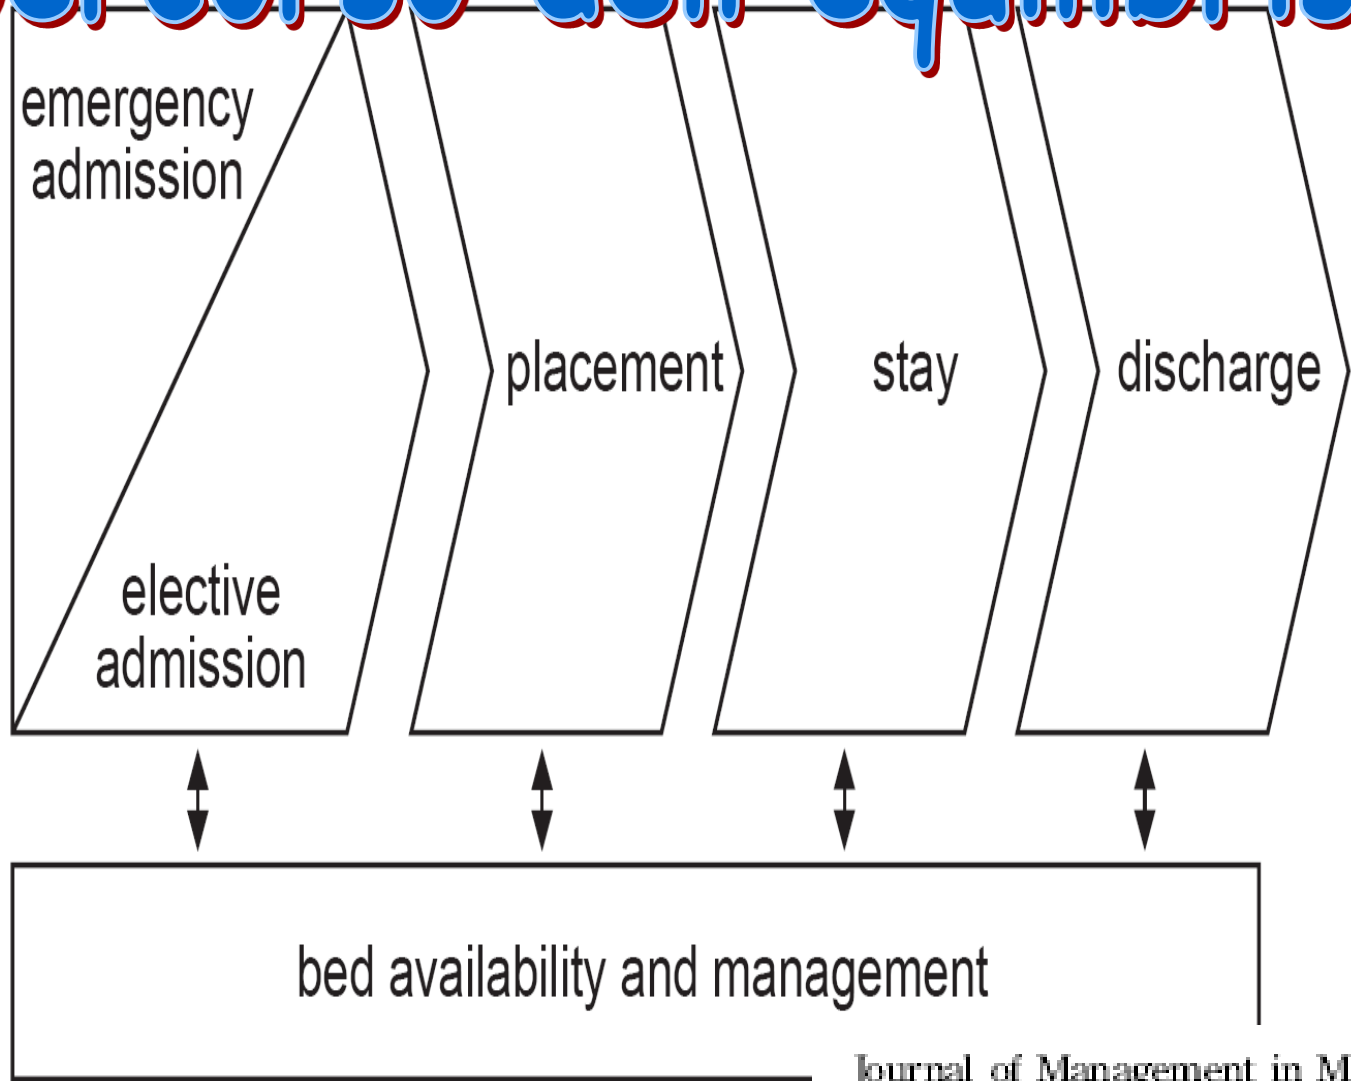 emergency
admission
placement
stay
discharge
elective
admission
bed availability and management
Journal of Management in M